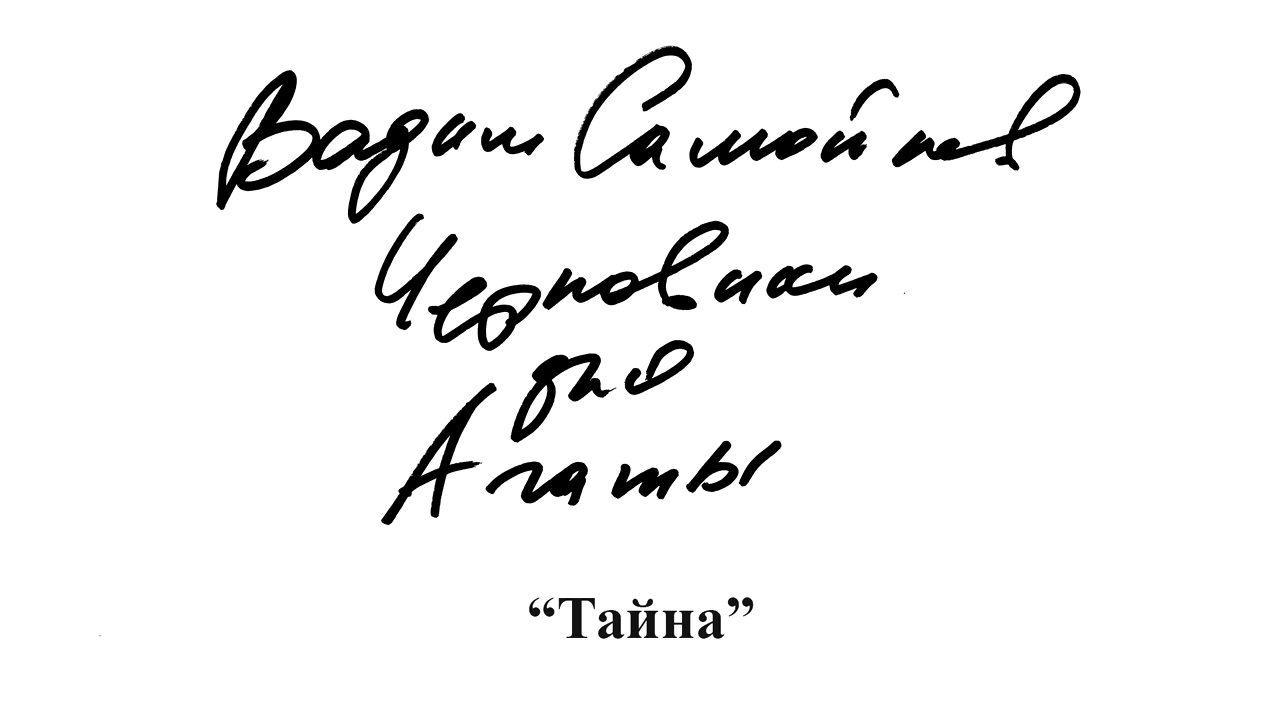 Вадим Самойлов
Черновики
для
Агаты
“Тайна”